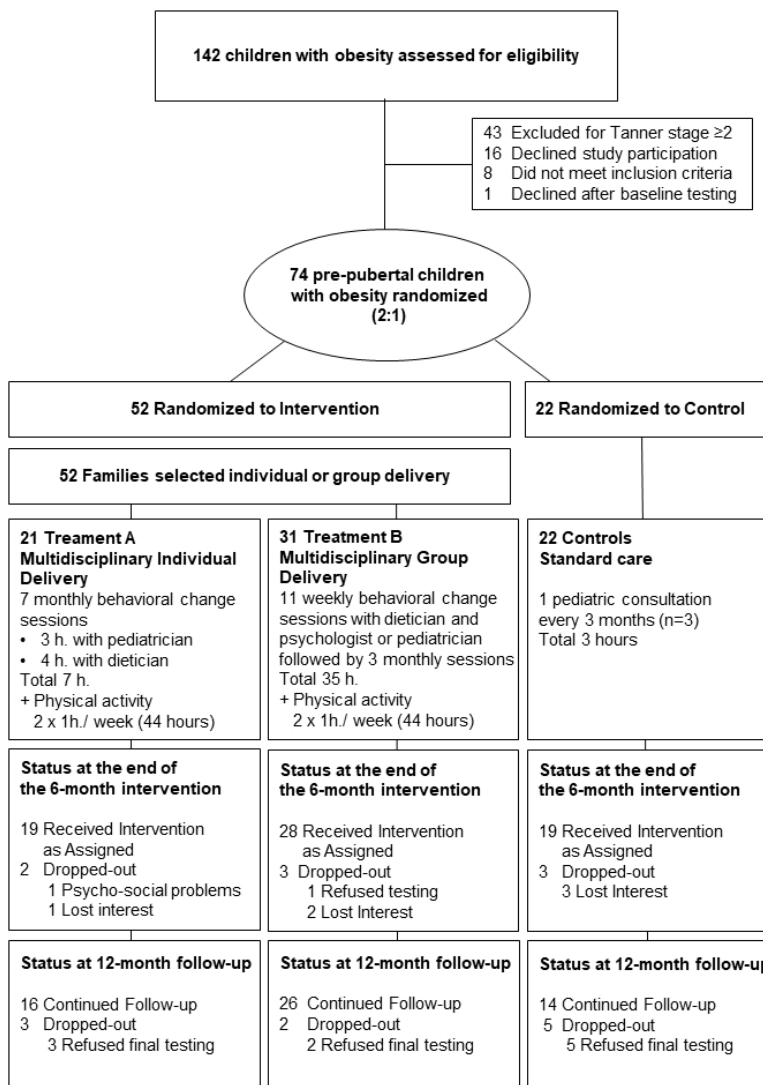 142 children with obesity assessed for eligibility
43 Excluded for Tanner stage ≥2
16 Declined study participation
8 Did not meet inclusion criteria
1 Declined after baseline testing
74 pre-pubertal children
with obesity randomized
(2:1)
52 Randomized to Intervention
22 Randomized to Control
52 Families selected individual or group delivery
21 Treament A
Multidisciplinary Individual
Delivery
7 monthly behavioral change
sessions
• 3 h. with pediatrician
• 4 h. with dietician
Total 7 h.
+ Physical activity
2 x 1h./ week (44 hours)
31 Treatment B
Multidisciplinary Group
Delivery
11 weekly behavioral change
sessions with dietician and
psychologist or pediatrician
followed by 3 monthly sessions
Total 35 h.
+ Physical activity
2 x 1h./ week (44 hours)
22 Controls
Standard care
1 pediatric consultation
every 3 months (n=3)
Total 3 hours
Status at the end of
the 6-month intervention
19 Received Intervention
as Assigned
2 Dropped-out
1 Psycho-social problems
1 Lost interest
Status at the end of
the 6-month intervention
28 Received Intervention
as Assigned
3 Dropped-out
1 Refused testing
2 Lost Interest
Status at the end of
the 6-month intervention
19 Received Intervention
as Assigned
3 Dropped-out
3 Lost Interest
Status at 12-month follow-up
16 Continued Follow-up
3 Dropped-out
3 Refused final testing
Status at 12-month follow-up
26 Continued Follow-up
2 Dropped-out
2 Refused final testing
Status at 12-month follow-up
14 Continued Follow-up
5 Dropped-out
5 Refused final testing